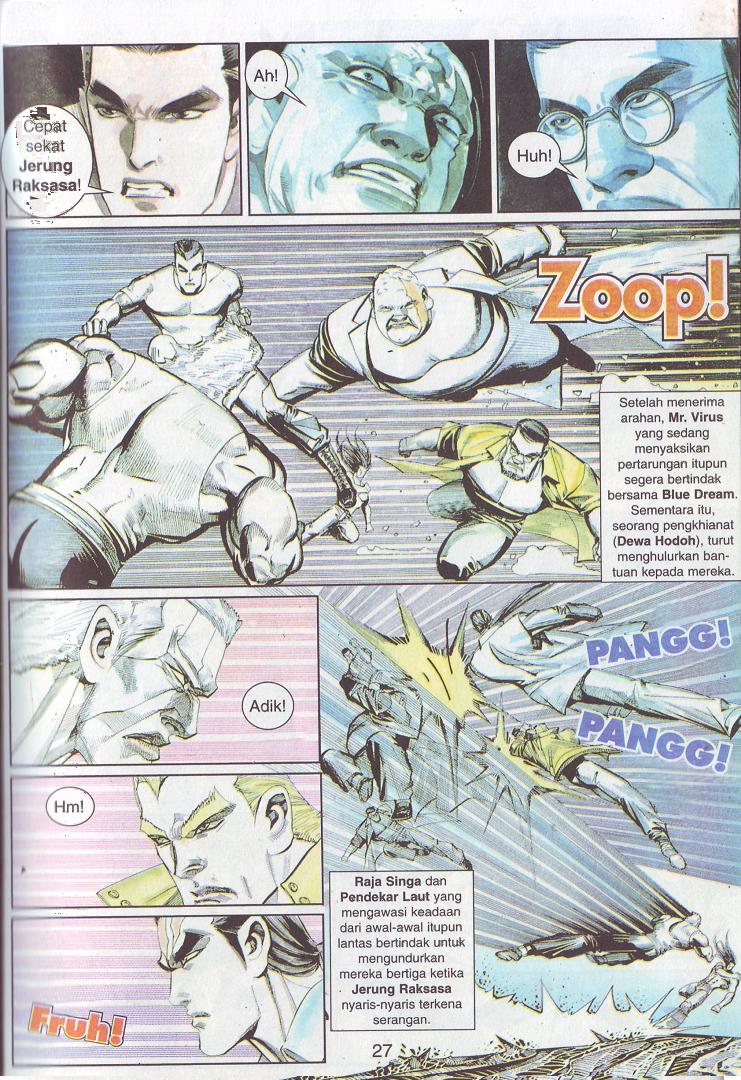 Cepat
sekat
Jerung
Raksasa!
Ah!
Huh!
Zoop!
Setelah menerima
arahan, Mr. Virus
yang sedang
menyaksikan
pertarungan itupun
segera bertindak
bersama Blue Dream.
Sementara itu,
seorang pengkhianat
(Dewa Hodoh), turut
menghulurkan ban-
tuan kepada mereka.
Adik!
PANGG!
PANGG!
Hm!
Raja Singa dan
Pendekar Laut yang
mengawasi keadaan
dari awal-awal itupun
lantas bertindak untuk
mengundurkan
mereka bertiga ketika
Jerung Raksasa
nyaris-nyaris terkena
serangan.
Fruh!
27